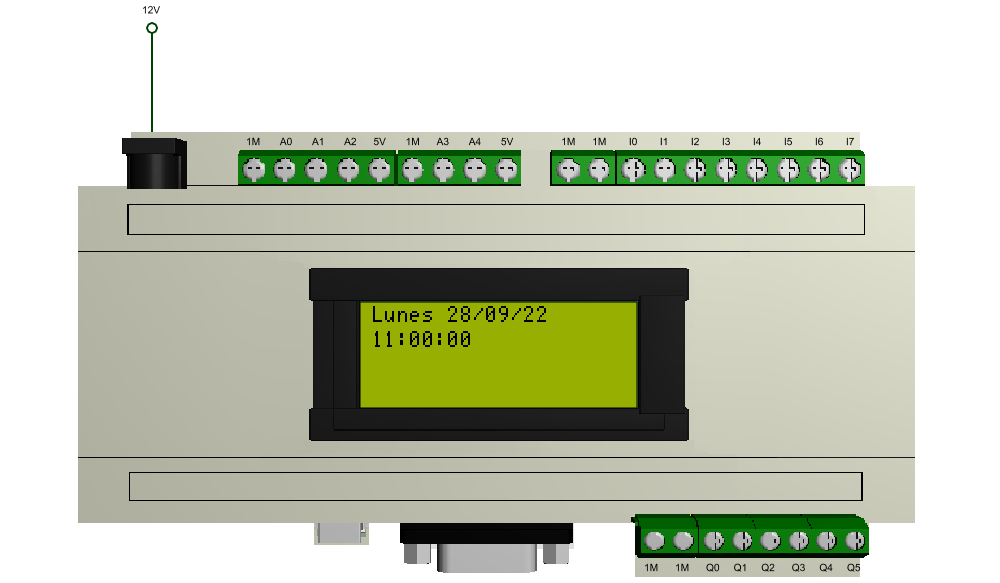 12V
1M A0 A1 A2 5V 1M A3 A4 5V 1M 1M I0 I1 I2 I3 I4 I5 I6 I7
Lunes 28/09/22
11:00:00
1M 1M Q0 Q1 Q2 Q3 Q4 Q5